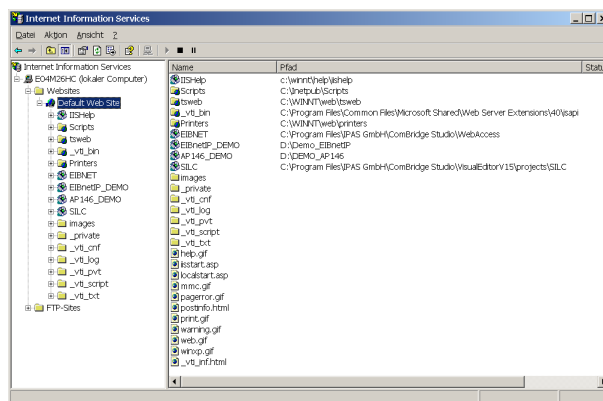 Internet Information Services
Datei Aktion Ansicht ?
Internet Information Services
E04M26HC (lokaler Computer)
Websites
Default Web Site
IISHelp
Scripts
tsweb
_vti_bin
Printers
EIBNET
EIBnetIP_DEMO
AP146_DEMO
SILC
images
_private
_vti_cnf
_vti_log
_vti_pvt
_vti_script
_vti_txt
FTP-Sites
Name Pfad Statu
IISHelp c:\winnt\help\iishelp
Scripts C:\Inetpub\Scripts
tsweb C:\WINNT\web\tsweb
_vti_bin C:\Program Files\Common Files\Microsoft Shared\Web Server Extensions\40\isapi
Printers C:\WINNT\web\printers
EIBNET C:\Program Files\IPAS GmbH\ComBridge Studio\WebAccess
EIBnetIP_DEMO D:\Demo_EIBnetIP
AP146_DEMO D:\DEMO_AP146
SILC C:\Program Files\IPAS GmbH\ComBridge Studio\VisualEditorV15\projects\SILC
images
_private
_vti_cnf
_vti_log
_vti_pvt
_vti_script
_vti_txt
help.gif
iisstart.asp
localstart.asp
mmc.gif
pagerror.gif
postinfo.html
print.gif
warning.gif
web.gif
winxp.gif
_vti_inf.html